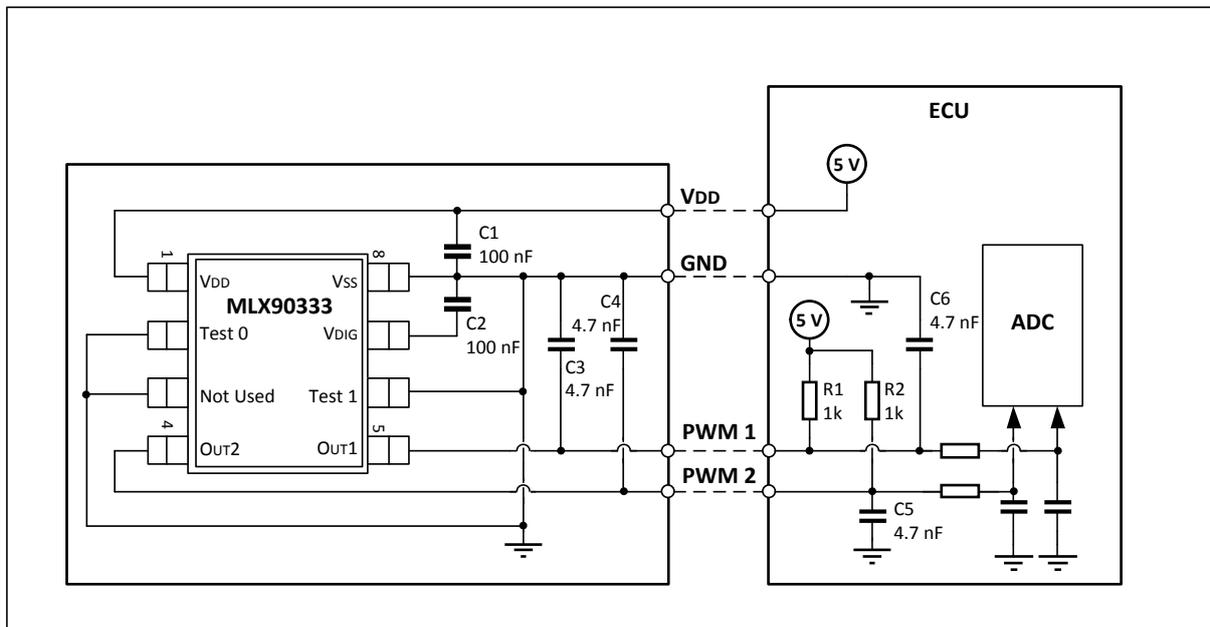 ECU
5 V
VDD
1
8
C1
100 nF
VDD
VSS
GND
MLX90333
C2
100 nF
Test 0
VDIG
C4
4.7 nF
C3
4.7 nF
5 V
C6
4.7 nF
ADC
Not Used
Test 1
R1
1k
R2
1k
4
5
OUT2
OUT1
PWM 1
PWM 2
C5
4.7 nF